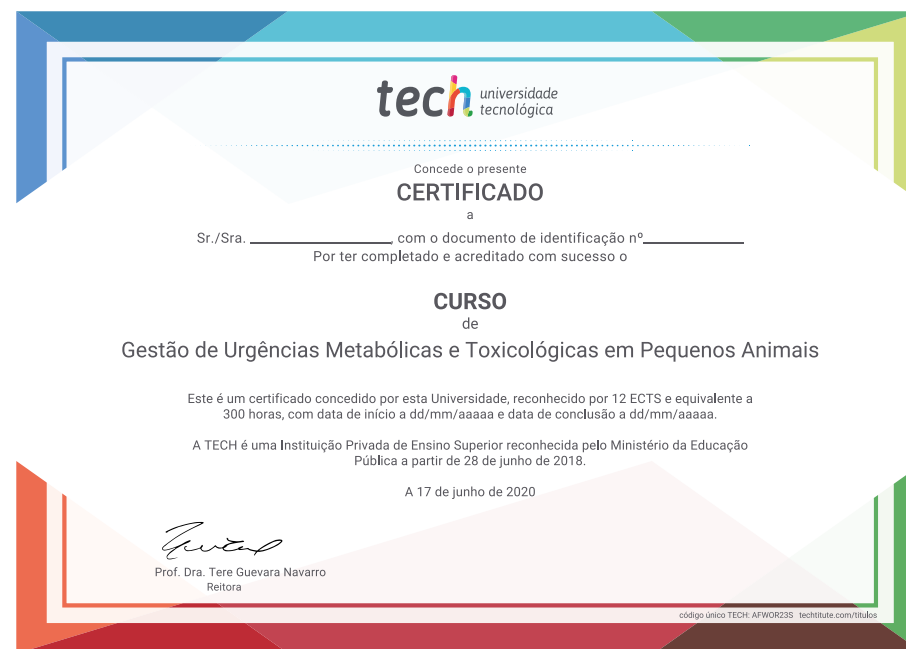 tech universidade
tecnológica
Concede o presente
CERTIFICADO
a
Sr./Sra. ____________________, com o documento de identificação nº______________
Por ter completado e acreditado com sucesso o
CURSO
de
Gestão de Urgências Metabólicas e Toxicológicas em Pequenos Animais
Este é um certificado concedido por esta Universidade, reconhecido por 12 ECTS e equivalente a
300 horas, com data de início a dd/mm/aaaaa e data de conclusão a dd/mm/aaaaa.
A TECH é uma Instituição Privada de Ensino Superior reconhecida pelo Ministério da Educação
Pública a partir de 28 de junho de 2018.
A 17 de junho de 2020
Prof. Dra. Tere Guevara Navarro
Reitora
código único TECH: AFWOR23S techtitute.com/titulos